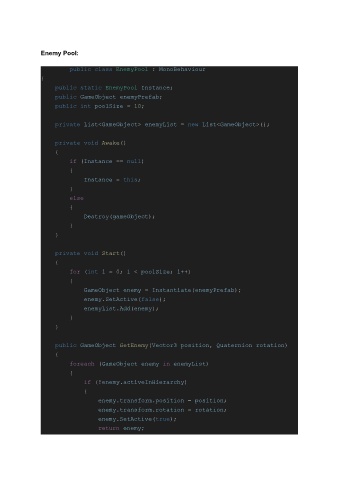 Enemy Pool:
public class EnemyPool : MonoBehaviour
{
public static EnemyPool Instance;
public GameObject enemyPrefab;
public int poolSize = 10;
private List<GameObject> enemyList = new List<GameObject>();
private void Awake()
{
if (Instance == null)
{
Instance = this;
}
else
{
Destroy(gameObject);
}
}
private void Start()
{
for (int i = 0; i < poolSize; i++)
{
GameObject enemy = Instantiate(enemyPrefab);
enemy.SetActive(false);
enemyList.Add(enemy);
}
}
public GameObject GetEnemy(Vector3 position, Quaternion rotation)
{
foreach (GameObject enemy in enemyList)
{
if (!enemy.activeInHierarchy)
{
enemy.transform.position = position;
enemy.transform.rotation = rotation;
enemy.SetActive(true);
return enemy;